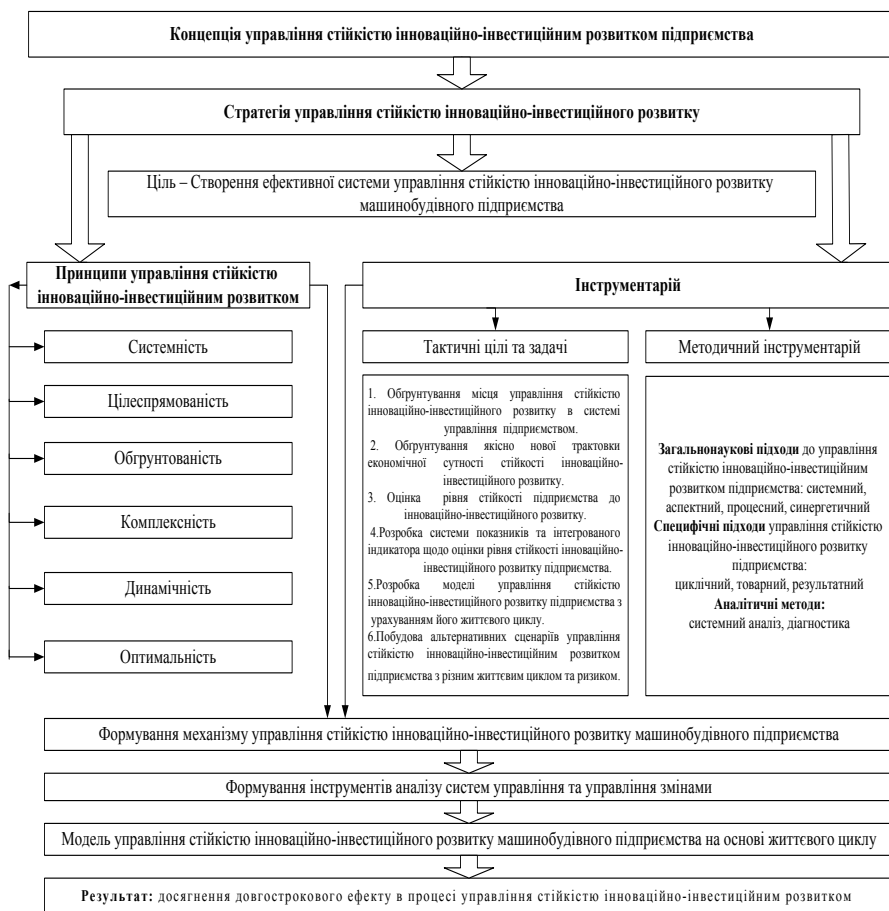 Концепція управління стійкістю інноваційно-інвестиційним розвитком підприємства
Стратегія управління стійкістю інноваційно-інвестиційного розвитку
Ціль – Створення ефективної системи управління стійкістю інноваційно-інвестиційного розвитку
машинобудівного підприємства
Принципи управління стійкістю
інноваційно-інвестиційним розвитком
Системність
Цілеспрямованість
Обґрунтованість
Комплексність
Динамічність
Оптимальність
Інструментарій
Тактичні цілі та задачі
1. Обґрунтування місця управління стійкістю
інноваційно-інвестиційного розвитку в системі
управління підприємством.
2. Обґрунтування якісно нової трактовки
економічної сутності стійкості інноваційно-
інвестиційного розвитку.
3. Оцінка рівня стійкості підприємства до
інноваційно-інвестиційного розвитку.
4.Розробка системи показників та інтегрованого
індикатора щодо оцінки рівня стійкості інноваційно-
інвестиційного розвитку підприємства.
5.Розробка моделі управління стійкістю
інноваційно-інвестиційного розвитку підприємства з
урахуванням його життєвого циклу.
6.Побудова альтернативних сценаріїв управління
стійкістю інноваційно-інвестиційним розвитком
підприємства з різним життєвим циклом та ризиком.
Методичний інструментарій
Загальнонаукові підходи до управління
стійкістю інноваційно-інвестиційним
розвитком підприємства: системний,
аспектний, процесний, синергетичний
Специфічні підходи управління стійкістю
інноваційно-інвестиційного розвитку
підприємства:
циклічний, товарний, результатний
Аналітичні методи:
системний аналіз, діагностика
Формування механізму управління стійкістю інноваційно-інвестиційного розвитку машинобудівного підприємства
Формування інструментів аналізу систем управління та управління змінами
Модель управління стійкістю інноваційно-інвестиційного розвитку машинобудівного підприємства на основі життєвого циклу
Результат: досягнення довгострокового ефекту в процесі управління стійкістю інноваційно-інвестиційним розвитком